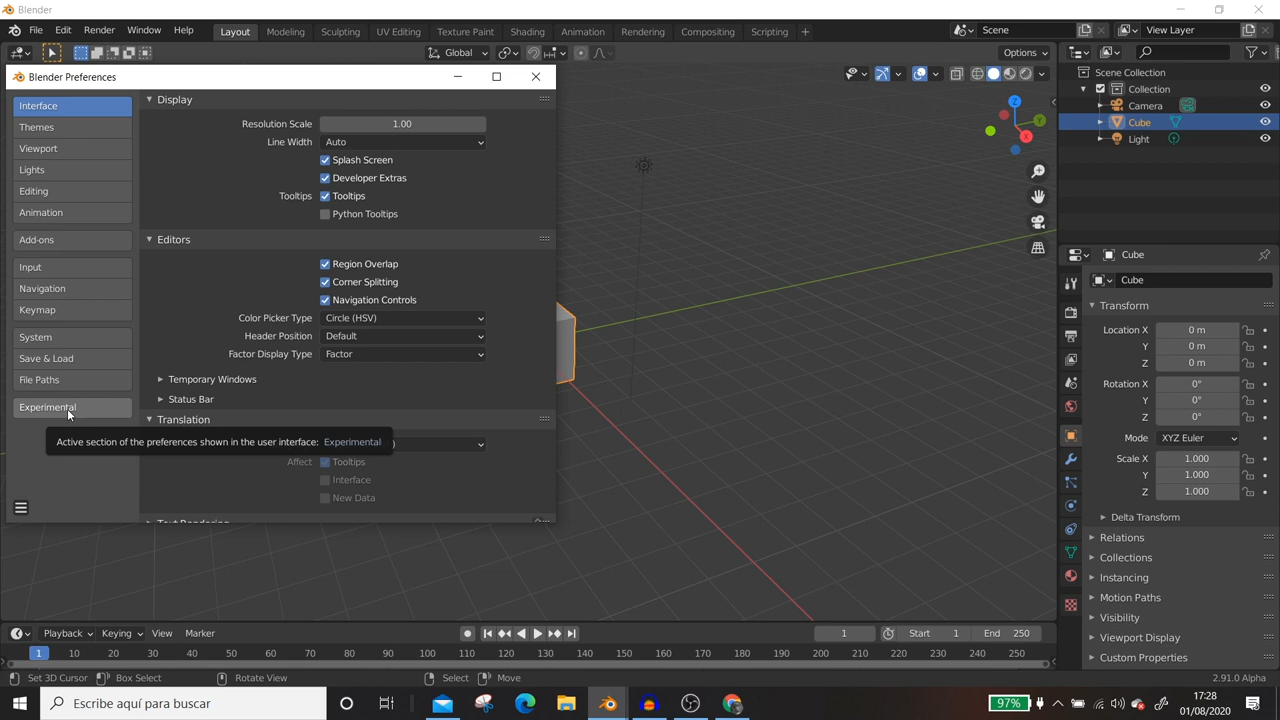 Blender
File Edit Render Window Help Layout Modeling Sculpting UV Editing Texture Paint Shading Animation Rendering Compositing Scripting + Scene View Layer
Global Options
Blender Preferences
Interface
Themes
Viewport
Lights
Editing
Animation
Add-ons
Input
Navigation
Keymap
System
Save & Load
File Paths
Experimental
Display
Resolution Scale 1.00
Line Width Auto
Splash Screen
Developer Extras
Tooltips Tooltips
Python Tooltips
Editors
Region Overlap
Corner Splitting
Navigation Controls
Color Picker Type Circle (HSV)
Header Position Default
Factor Display Type Factor
Temporary Windows
Status Bar
Translation
Active section of the preferences shown in the user interface: Experimental )
Affect Tooltips
Interface
New Data
Z
Y
X
Scene Collection
Collection
Camera
Cube
Light
Cube
Cube
Transform
Location X 0 m
Y 0 m
Z 0 m
Rotation X 0°
Y 0°
Z 0°
Mode XYZ Euler
Scale X 1.000
Y 1.000
Z 1.000
Delta Transform
Relations
Collections
Instancing
Motion Paths
Visibility
Viewport Display
Custom Properties
Playback Keying View Marker 1 Start 1 End 250
1 10 20 30 40 50 60 70 80 90 100 110 120 130 140 150 160 170 180 190 200 210 220 230 240 250
Set 3D Cursor Box Select Rotate View Select Move 2.91.0 Alpha
Escribe aquí para buscar 97% 17:28
01/08/2020